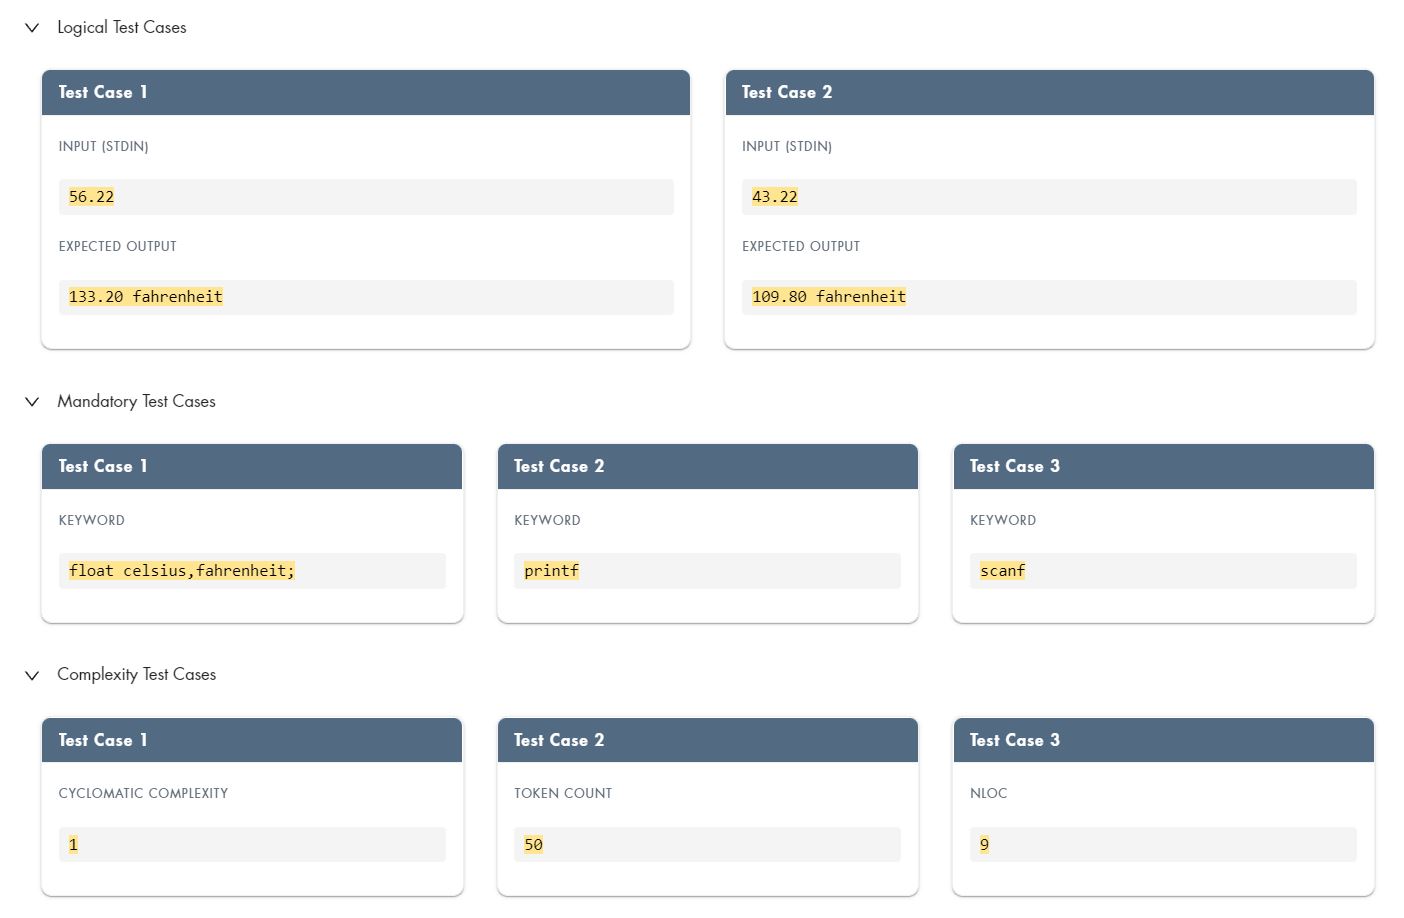 Logical Test Cases
Test Case 1
INPUT (STDIN)
56.22
EXPECTED OUTPUT
133.20 fahrenheit
Test Case 2
INPUT (STDIN)
43.22
EXPECTED OUTPUT
109.80 fahrenheit
Mandatory Test Cases
Test Case 1
KEYWORD
float celsius,fahrenheit;
Test Case 2
KEYWORD
printf
Test Case 3
KEYWORD
scanf
Complexity Test Cases
Test Case 1
CYCLOMATIC COMPLEXITY
1
Test Case 2
TOKEN COUNT
50
Test Case 3
NLOC
9